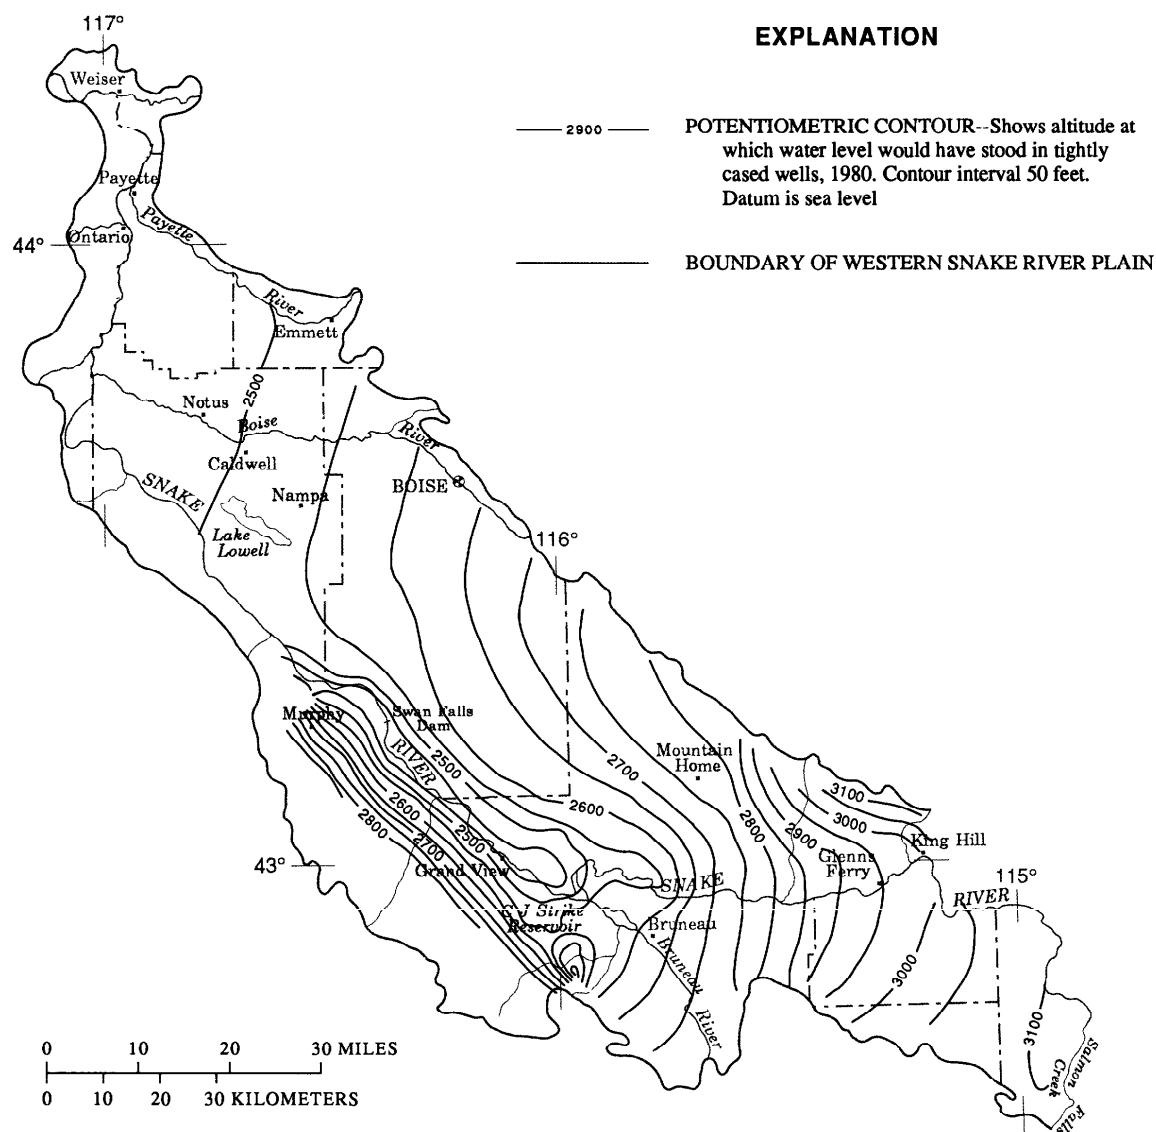 117°
EXPLANATION
Weiser
2900
POTENTIOMETRIC CONTOUR--Shows altitude at
which water level would have stood in tightly
cased wells, 1980. Contour interval 50 feet.
Datum is sea level
Payette
Payette
Ontario
44°
BOUNDARY OF WESTERN SNAKE RIVER PLAIN
River
Emmett
2500
Notus
Boise
River
Caldwell
SNAKE
Nampa
BOISE
Lake
Lowell
116°
Murphy
Swan Falls
Dam
RIVER
2500
Mountain
Home
2700
3100
2600
2600
2800
2500
2700
2800
2900
3000
King Hill
43°
Grand View
Glenns
Ferry
SNAKE
115°
RIVER
C J Strike
Reservoir
Bruneau
Bruneau
River
3000
3100
Salmon
Falls
Creek
0 10 20 30 MILES
0 10 20 30 KILOMETERS